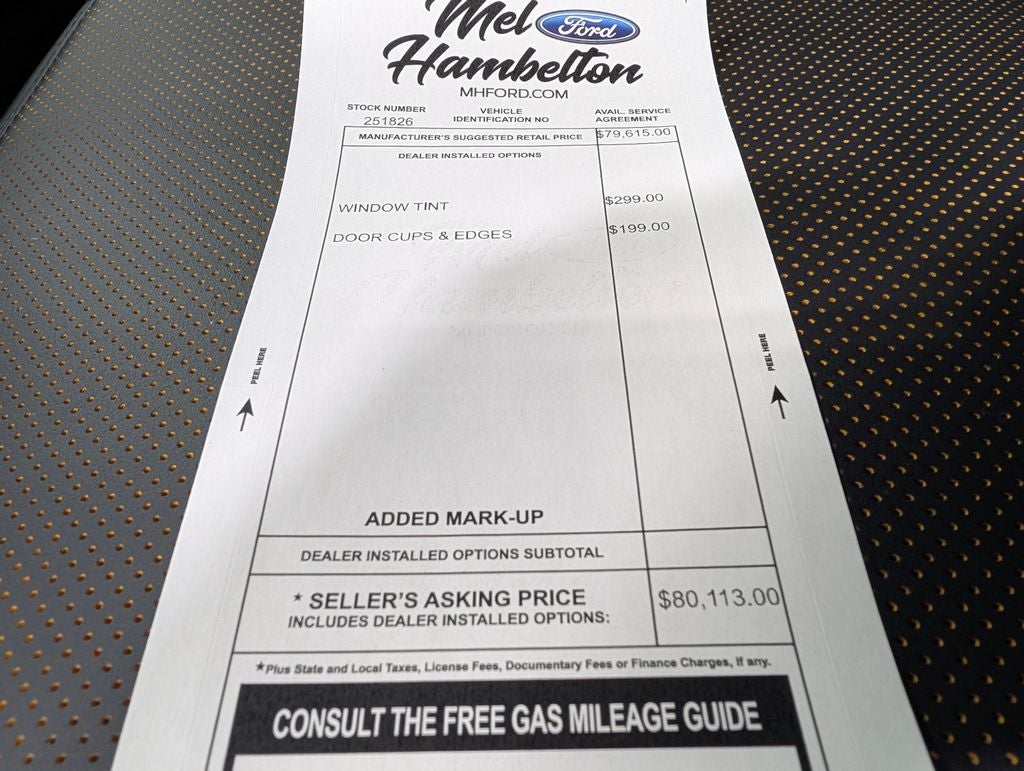 Mel Ford
Hambelton
MHFORD.COM
STOCK NUMBER
251826
VEHICLE
IDENTIFICATION NO
AVAIL. SERVICE
AGREEMENT
MANUFACTURER'S SUGGESTED RETAIL PRICE $79,615.00
DEALER INSTALLED OPTIONS
WINDOW TINT $299.00
DOOR CUPS & EDGES $199.00
PEEL HERE
PEEL HERE
ADDED MARK-UP
DEALER INSTALLED OPTIONS SUBTOTAL
* SELLER'S ASKING PRICE $80,113.00
INCLUDES DEALER INSTALLED OPTIONS:
*Plus State and Local Taxes, License Fees, Documentary Fees or Finance Charges, If any.
CONSULT THE FREE GAS MILEAGE GUIDE